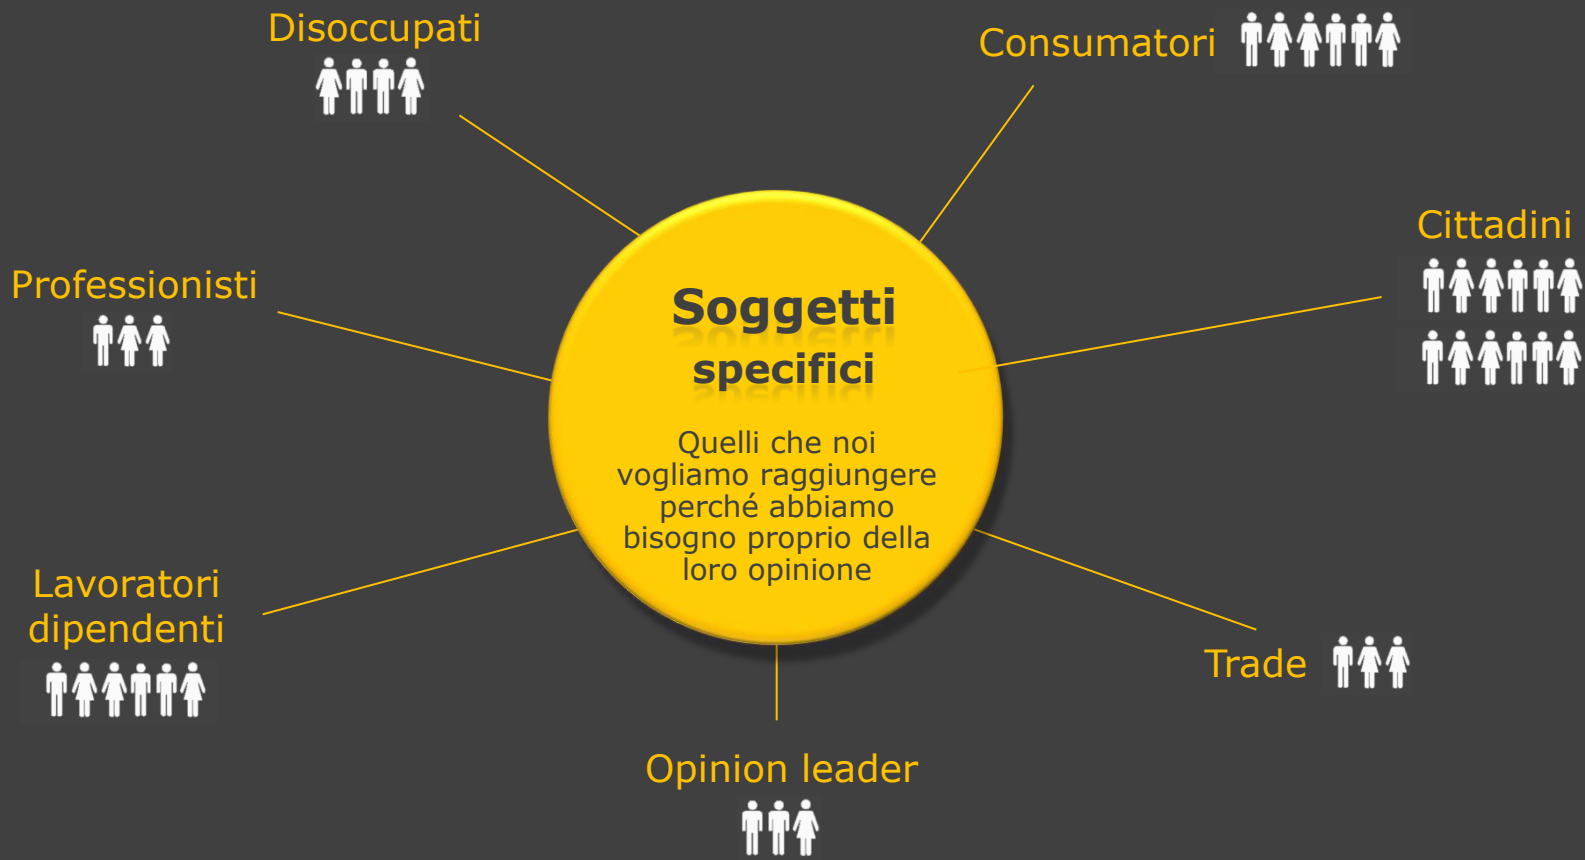 Disoccupati
Consumatori
Cittadini
Professionisti
Soggetti
specifici
Quelli che noi
vogliamo raggiungere
perché abbiamo
bisogno proprio della
loro opinione
Lavoratori
dipendenti
Trade
Opinion leader